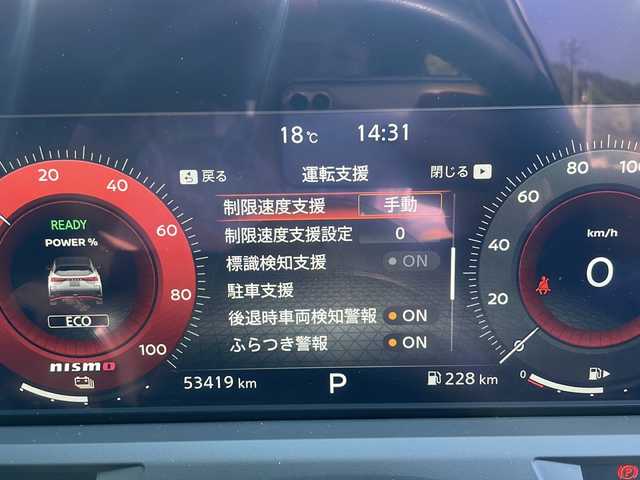 18℃ 14:31
戻る 運転支援 閉じる
制限速度支援 手動
制限速度支援設定 0
標識検知支援 ON
駐車支援
後退時車両検知警報 ON
ふらつき警報 ON
20
40
60
80
100
READY
POWER %
ECO
nismo
100
80
60
40
20
0
km/h
0
53419 km P 228 km
0